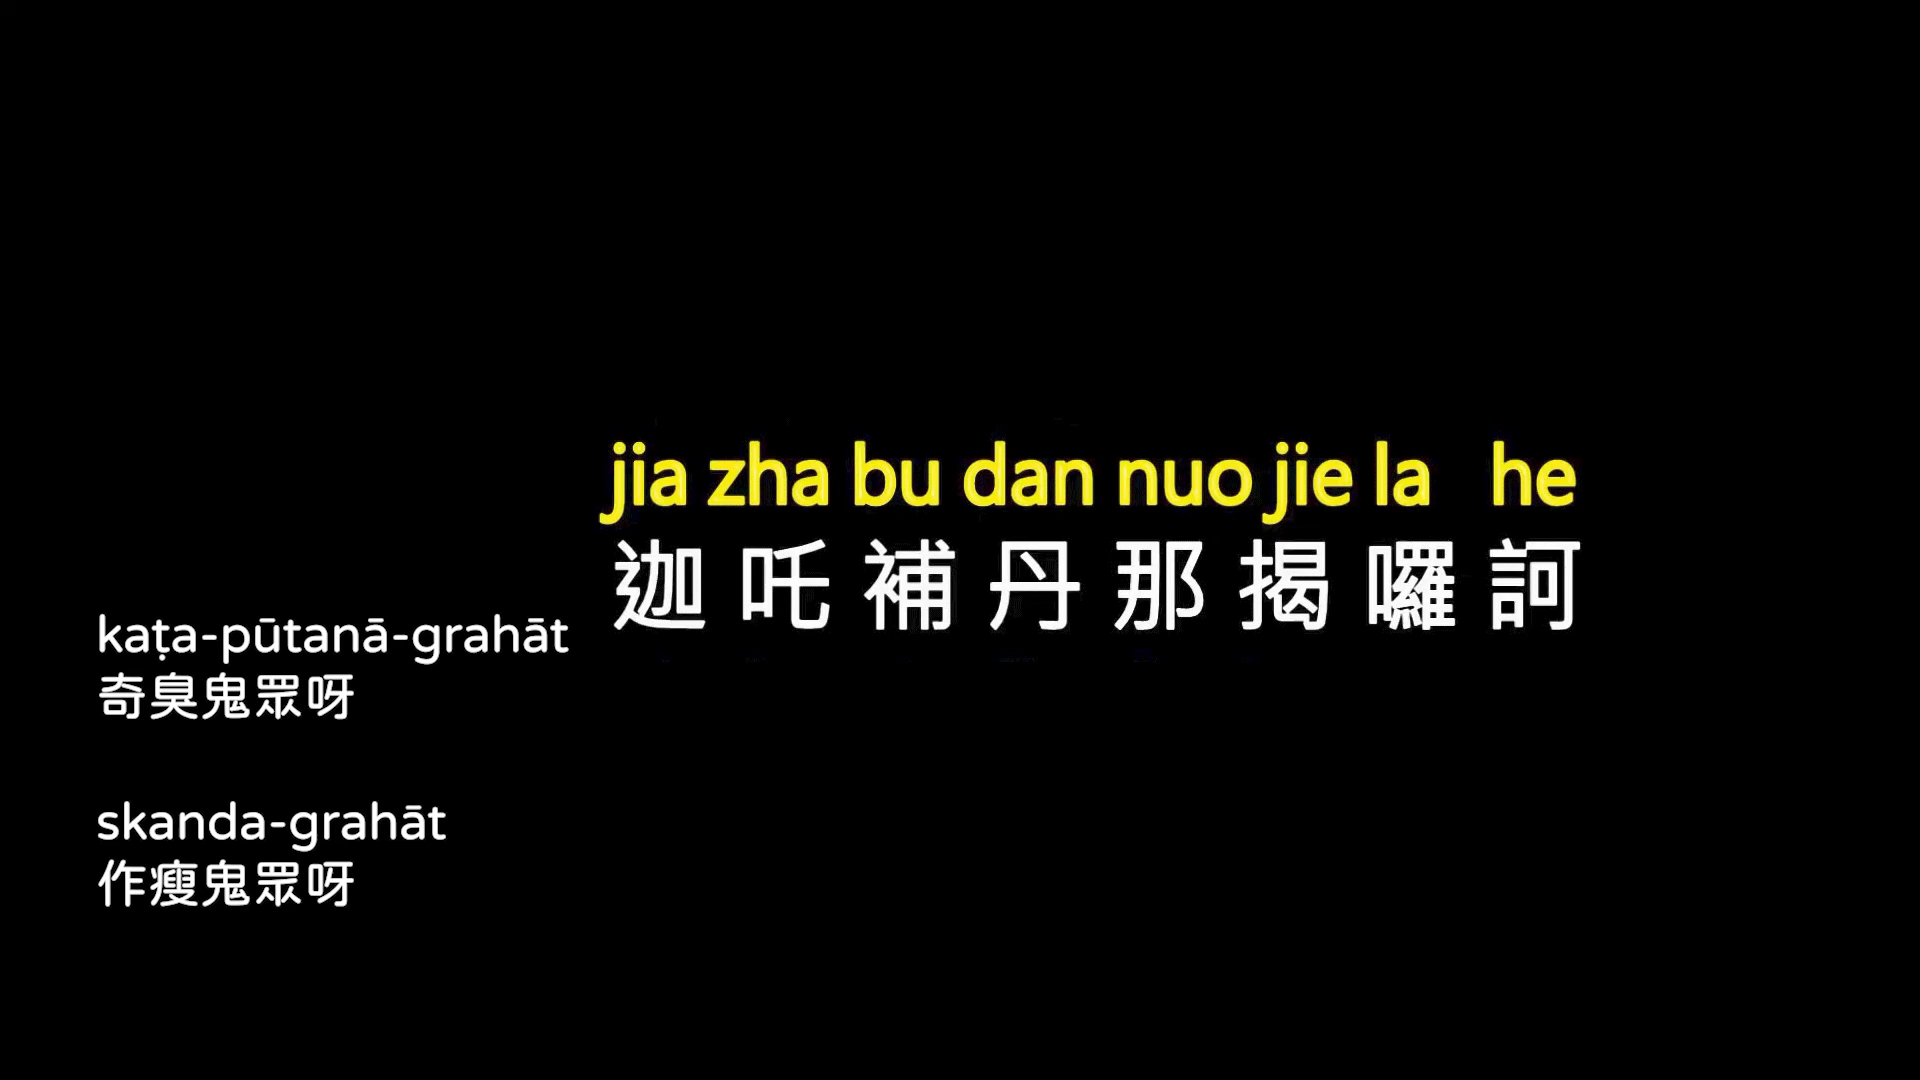 jia zha bu dan nuo jie la he
迦吒補丹那揭囉訶
kaṭa-pūtanā-grahāt
奇臭鬼眾呀
skanda-grahāt
作瘦鬼眾呀